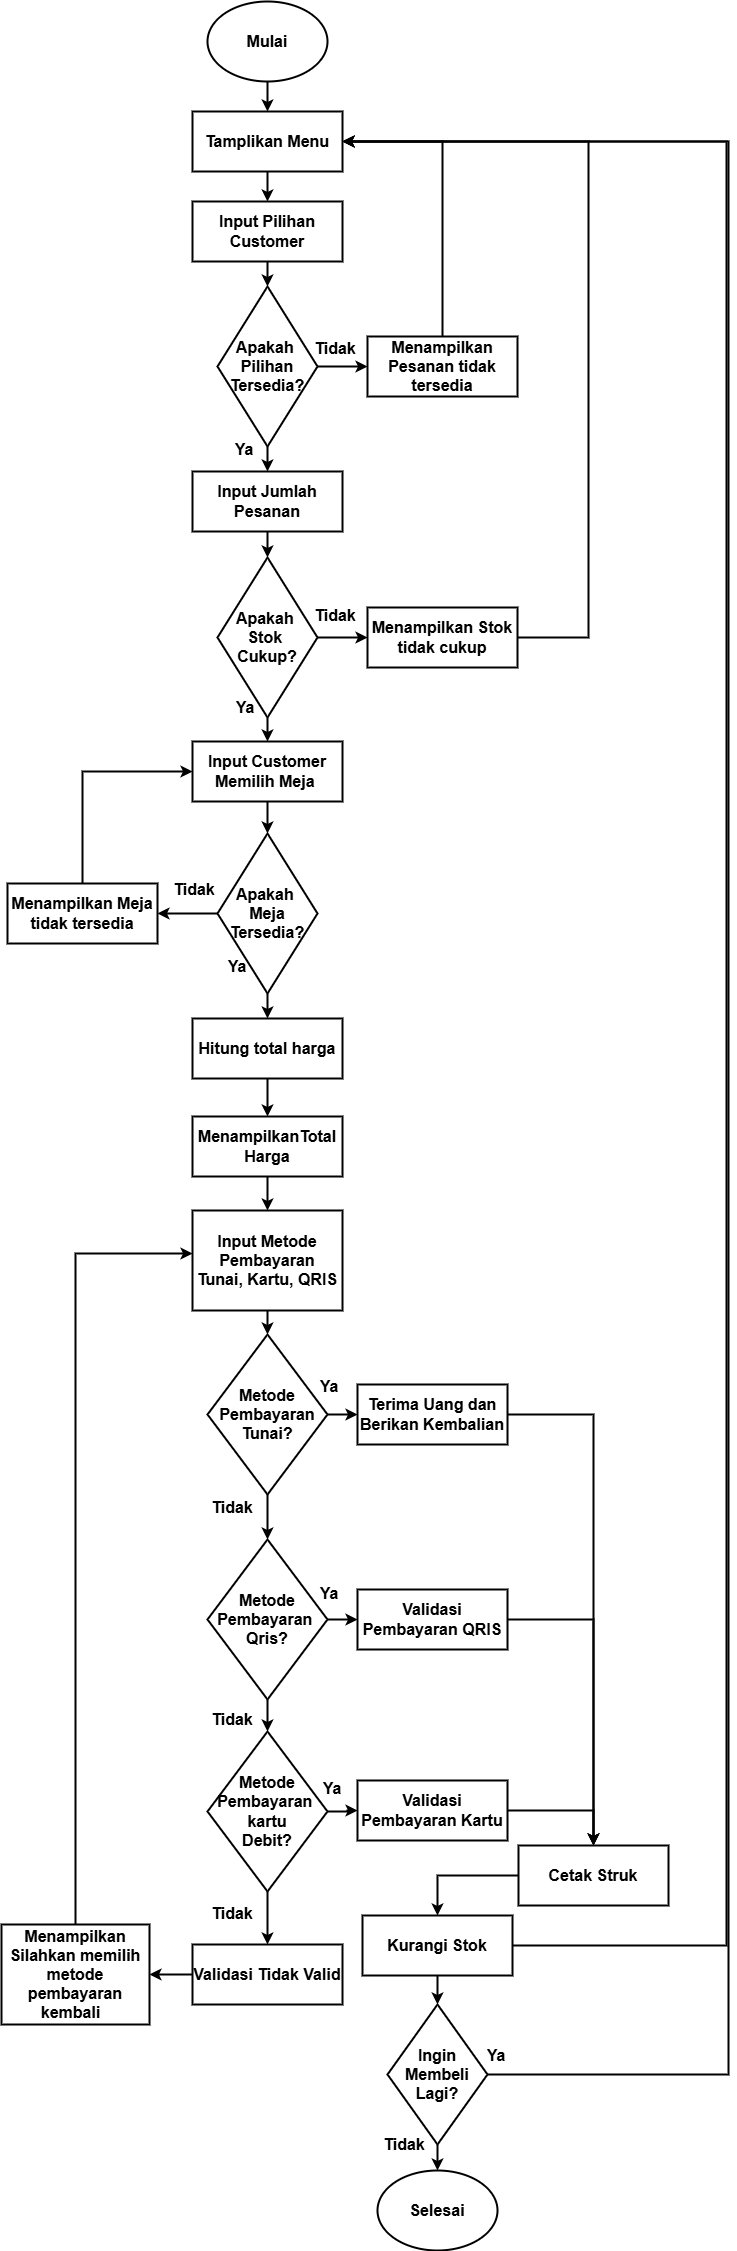 Mulai
Tamplikan Menu
Input Pilihan
Customer
Apakah
Pilihan
Tersedia?
Tidak
Menampilkan
Pesanan tidak
tersedia
Ya
Input Jumlah
Pesanan
Apakah
Stok
Cukup?
Tidak
Menampilkan Stok
tidak cukup
Ya
Input Customer
Memilih Meja
Apakah
Meja
Tersedia?
Tidak
Menampilkan Meja
tidak tersedia
Ya
Hitung total harga
Menampilkan Total
Harga
Input Metode
Pembayaran
Tunai, Kartu, QRIS
Metode
Pembayaran
Tunai?
Ya
Terima Uang dan
Berikan Kembalian
Tidak
Metode
Pembayaran
Qris?
Ya
Validasi
Pembayaran QRIS
Tidak
Metode
Pembayaran
kartu
Debit?
Ya
Validasi
Pembayaran Kartu
Cetak Struk
Tidak
Validasi Tidak Valid
Menampilkan
Silahkan memilih
metode
pembayaran
kembali
Kurangi Stok
Ingin
Membeli
Lagi?
Ya
Tidak
Selesai